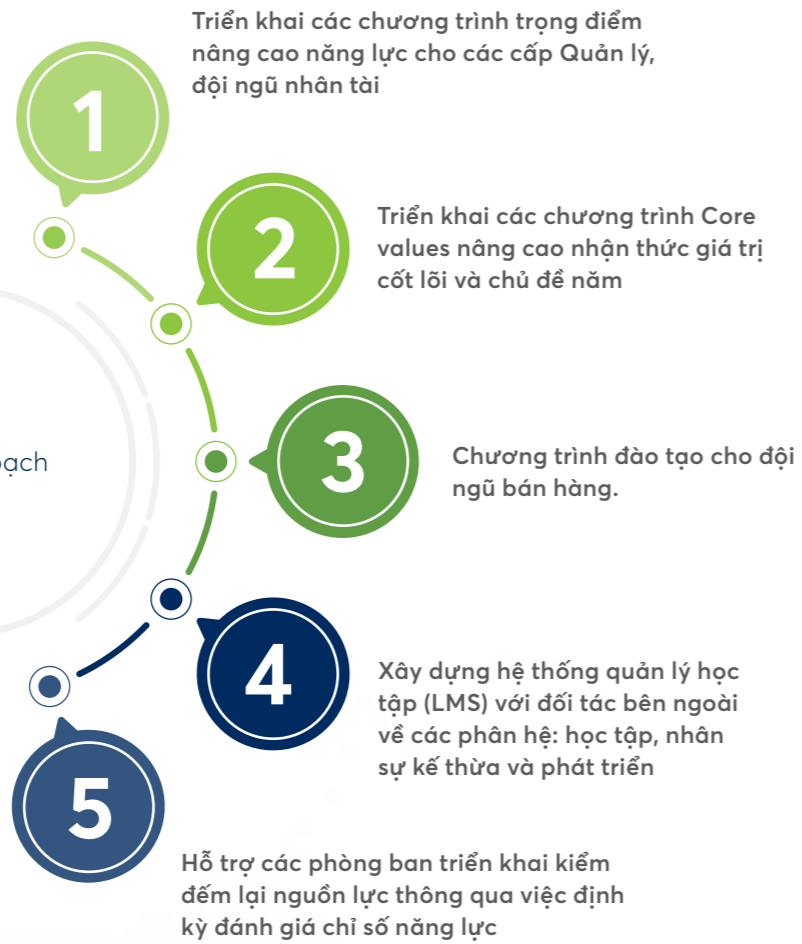 Triển khai các chương trình trọng điểm
nâng cao năng lực cho các cấp Quản lý,
đội ngũ nhân tài
1
2
Triển khai các chương trình Core
values nâng cao nhận thức giá trị
cốt lõi và chủ đề năm
3
Chương trình đào tạo cho đội
ngũ bán hàng.
4
Xây dựng hệ thống quản lý học
tập (LMS) với đối tác bên ngoài
về các phân hệ: học tập, nhân
sự kế thừa và phát triển
5
Hỗ trợ các phòng ban triển khai kiểm
đếm lại nguồn lực thông qua việc định
kỳ đánh giá chỉ số năng lực